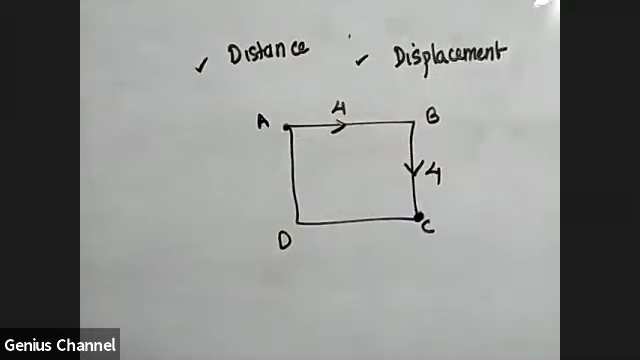 ✓ Distance ✓ Displacement
4
A B
4
D C
Genius Channel